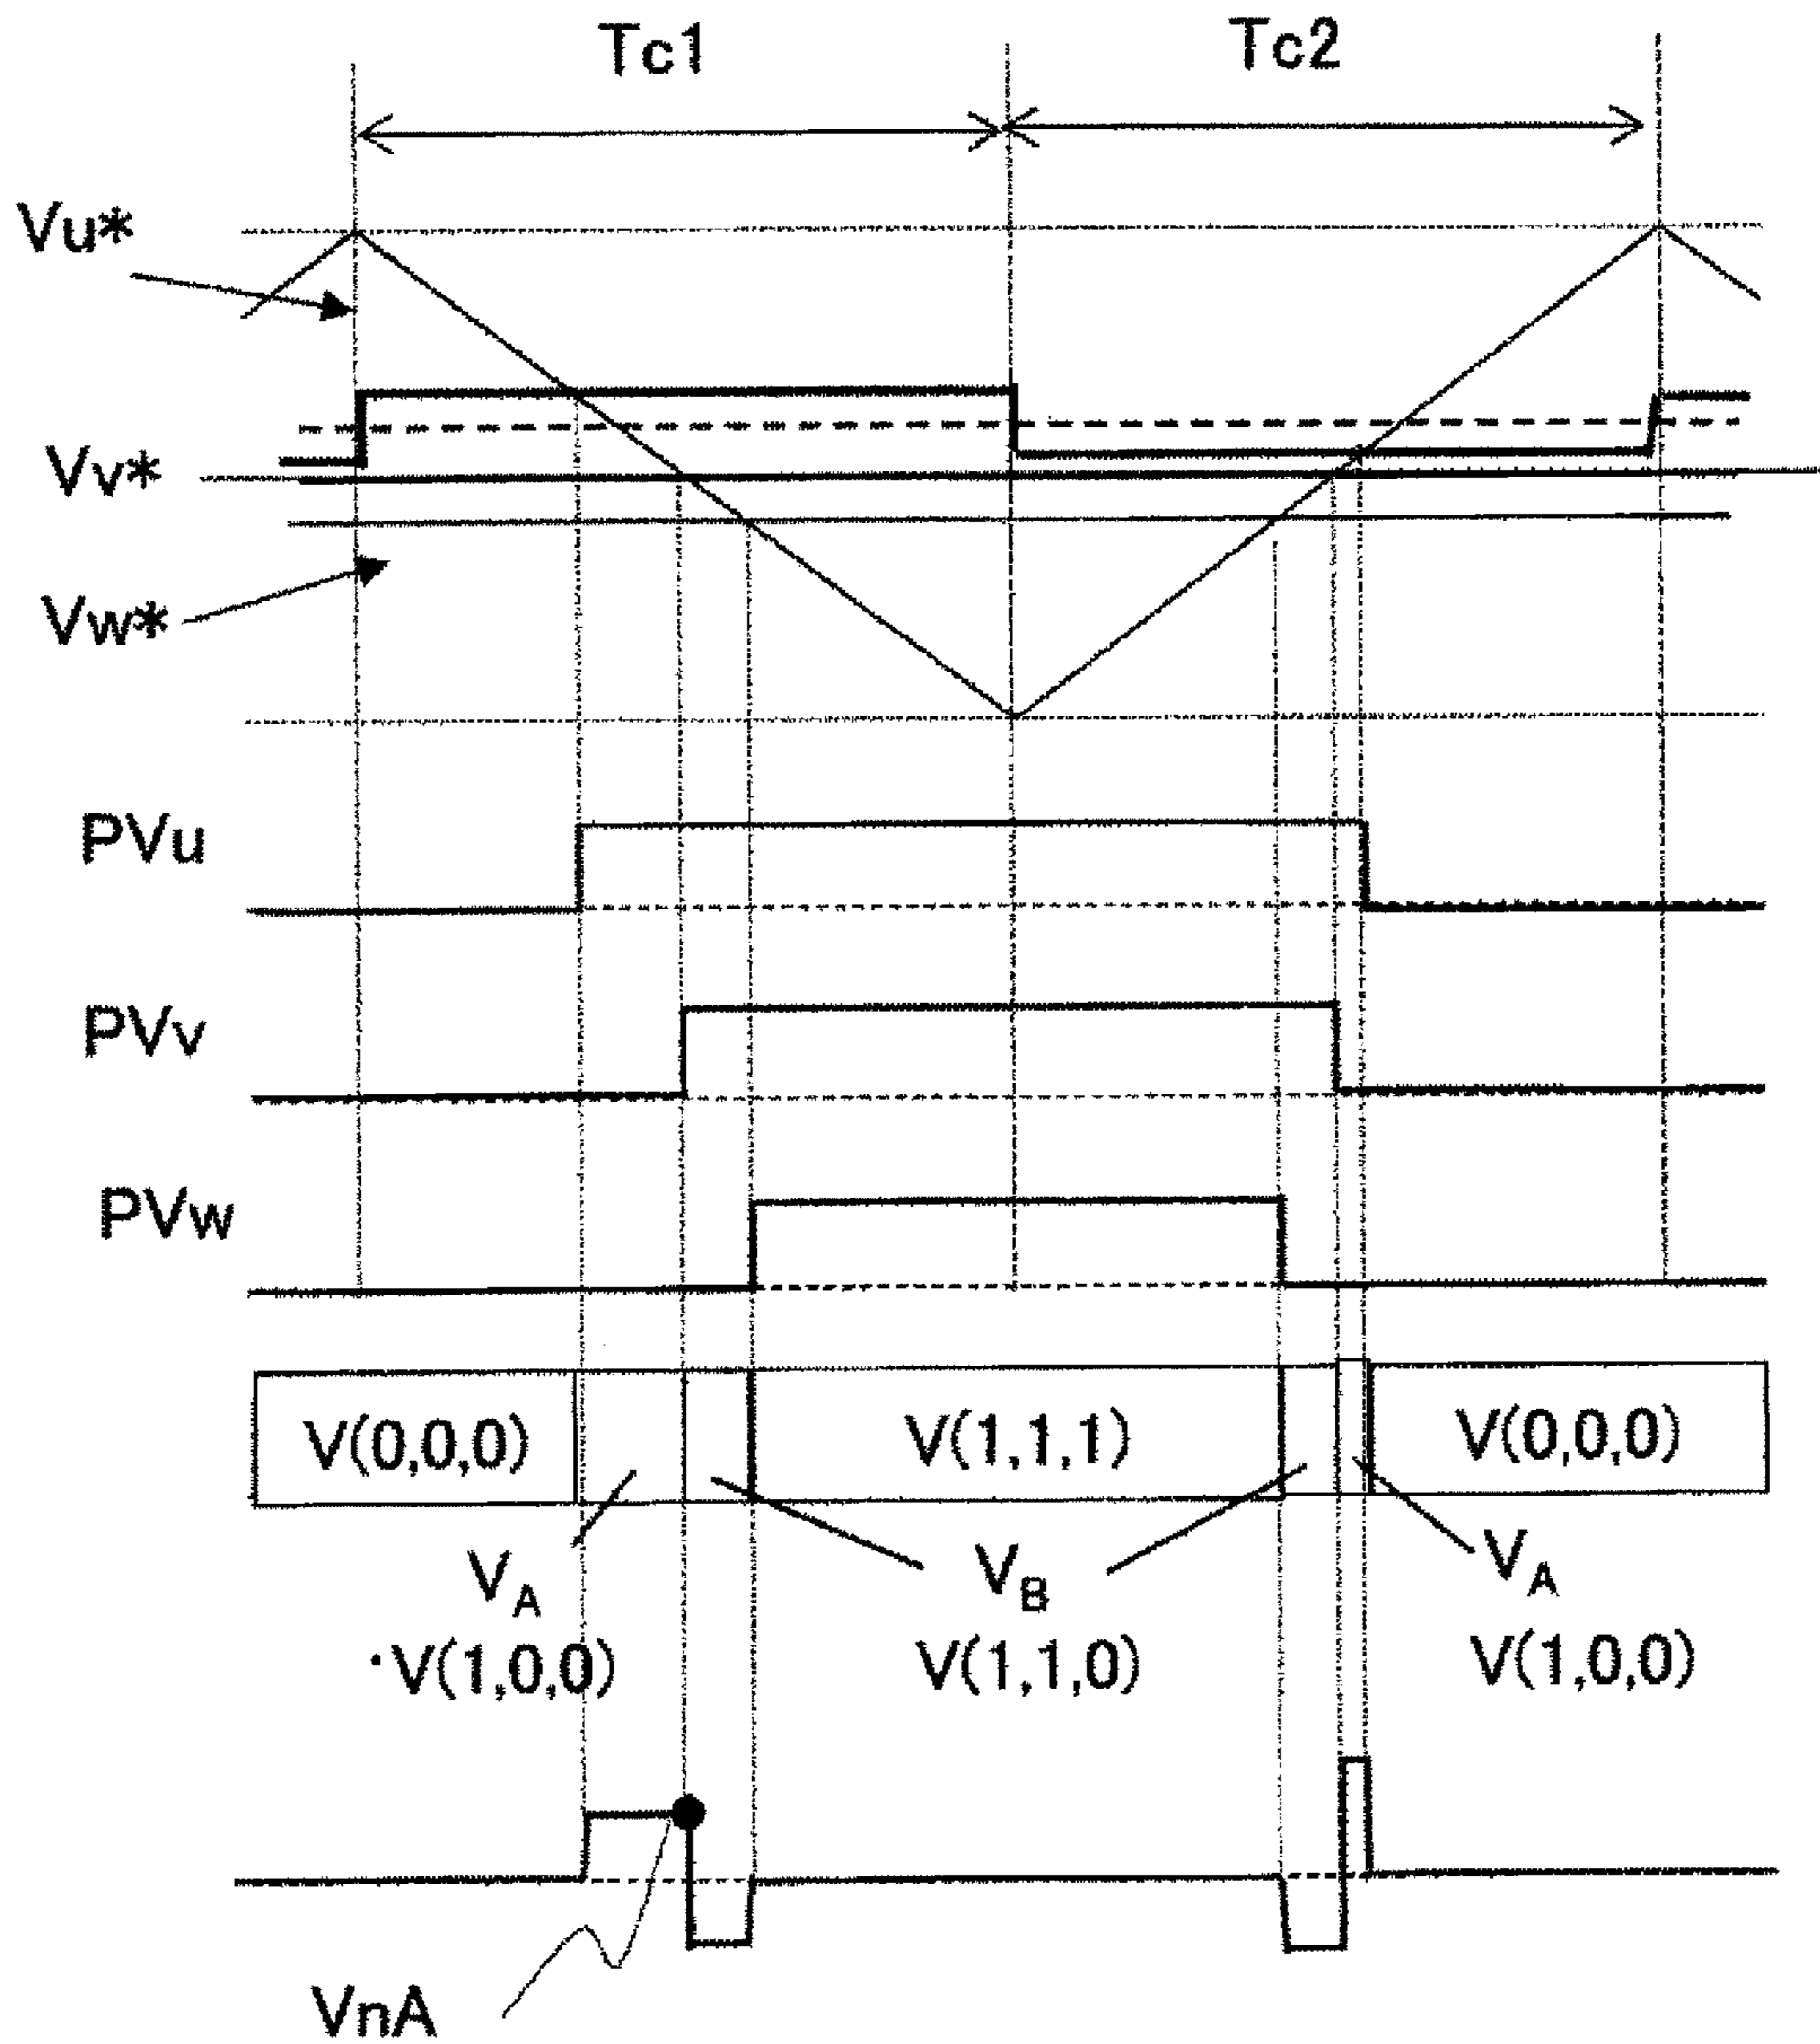 Tc1 Tc2
Vu*
Vv*
Vw*
PVu
PVv
PVw
V(0,0,0) V(1,1,1) V(0,0,0)
VA VB VA
V(1,0,0) V(1,1,0) V(1,0,0)
VnA